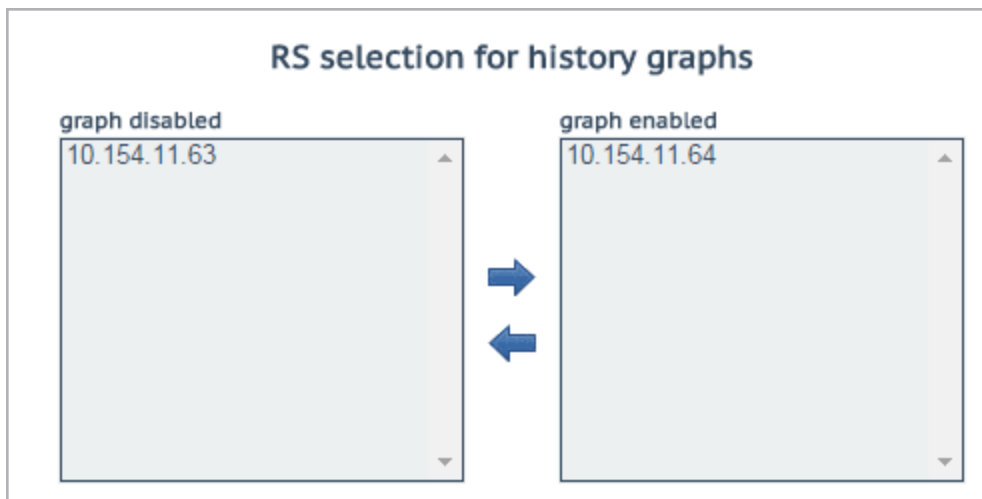 RS selection for history graphs
graph disabled
10.154.11.63
graph enabled
10.154.11.64